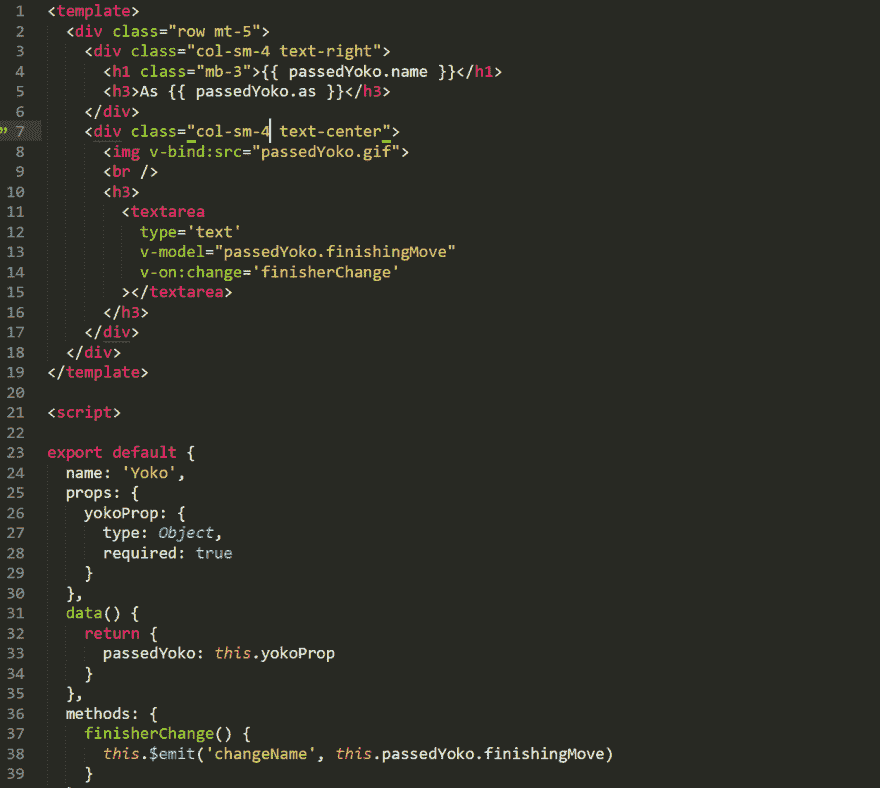 1 <template>
2 <div class="row mt-5">
3 <div class="col-sm-4 text-right">
4 <h1 class="mb-3">{{ passedYoko.name }}</h1>
5 <h3>As {{ passedYoko.as }}</h3>
6 </div>
7 <div class="col-sm-4 text-center">
8 <img v-bind:src="passedYoko.gif">
9 <br />
10 <h3>
11 <textarea
12 type='text'
13 v-model="passedYoko.finishingMove"
14 v-on:change='finisherChange'
15 ></textarea>
16 </h3>
17 </div>
18 </div>
19 </template>
20
21 <script>
22
23 export default {
24 name: 'Yoko',
25 props: {
26 yokoProp: {
27 type: Object,
28 required: true
29 }
30 },
31 data() {
32 return {
33 passedYoko: this.yokoProp
34 }
35 },
36 methods: {
37 finisherChange() {
38 this.$emit('changeName', this.passedYoko.finishingMove)
39 }